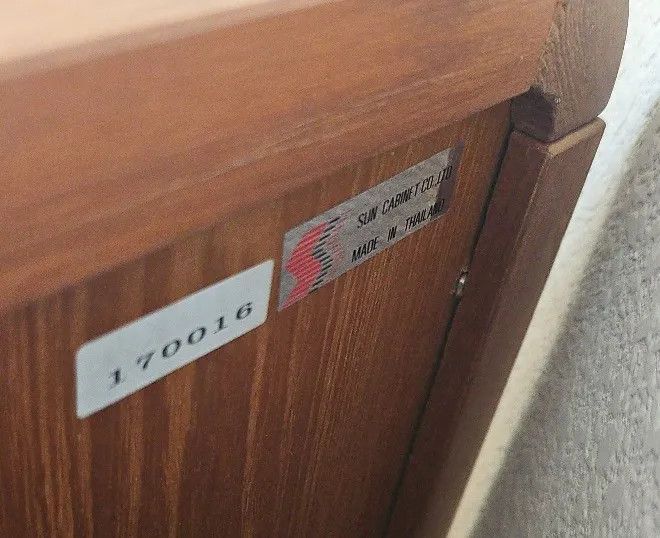 170016
SUN CABINET CO.,LTD
MADE IN THAILAND